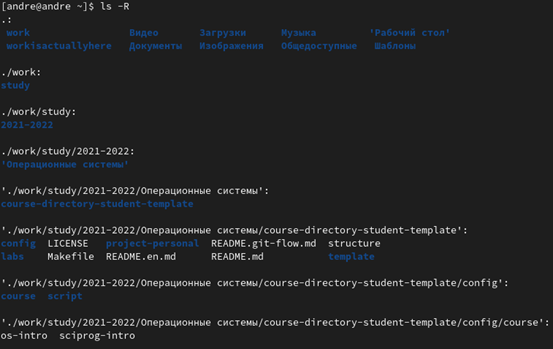 [andre@andre ~]$ ls -R
.:
work Видео Загрузки Музыка 'Рабочий стол'
workisactuallyhere Документы Изображения Общедоступные Шаблоны
./work:
study
./work/study:
2021-2022
./work/study/2021-2022:
'Операционные системы'
'./work/study/2021-2022/Операционные системы':
course-directory-student-template
'./work/study/2021-2022/Операционные системы/course-directory-student-template':
config LICENSE project-personal README.git-flow.md structure
labs Makefile README.en.md README.md template
'./work/study/2021-2022/Операционные системы/course-directory-student-template/config':
course script
'./work/study/2021-2022/Операционные системы/course-directory-student-template/config/course':
os-intro sciprog-intro